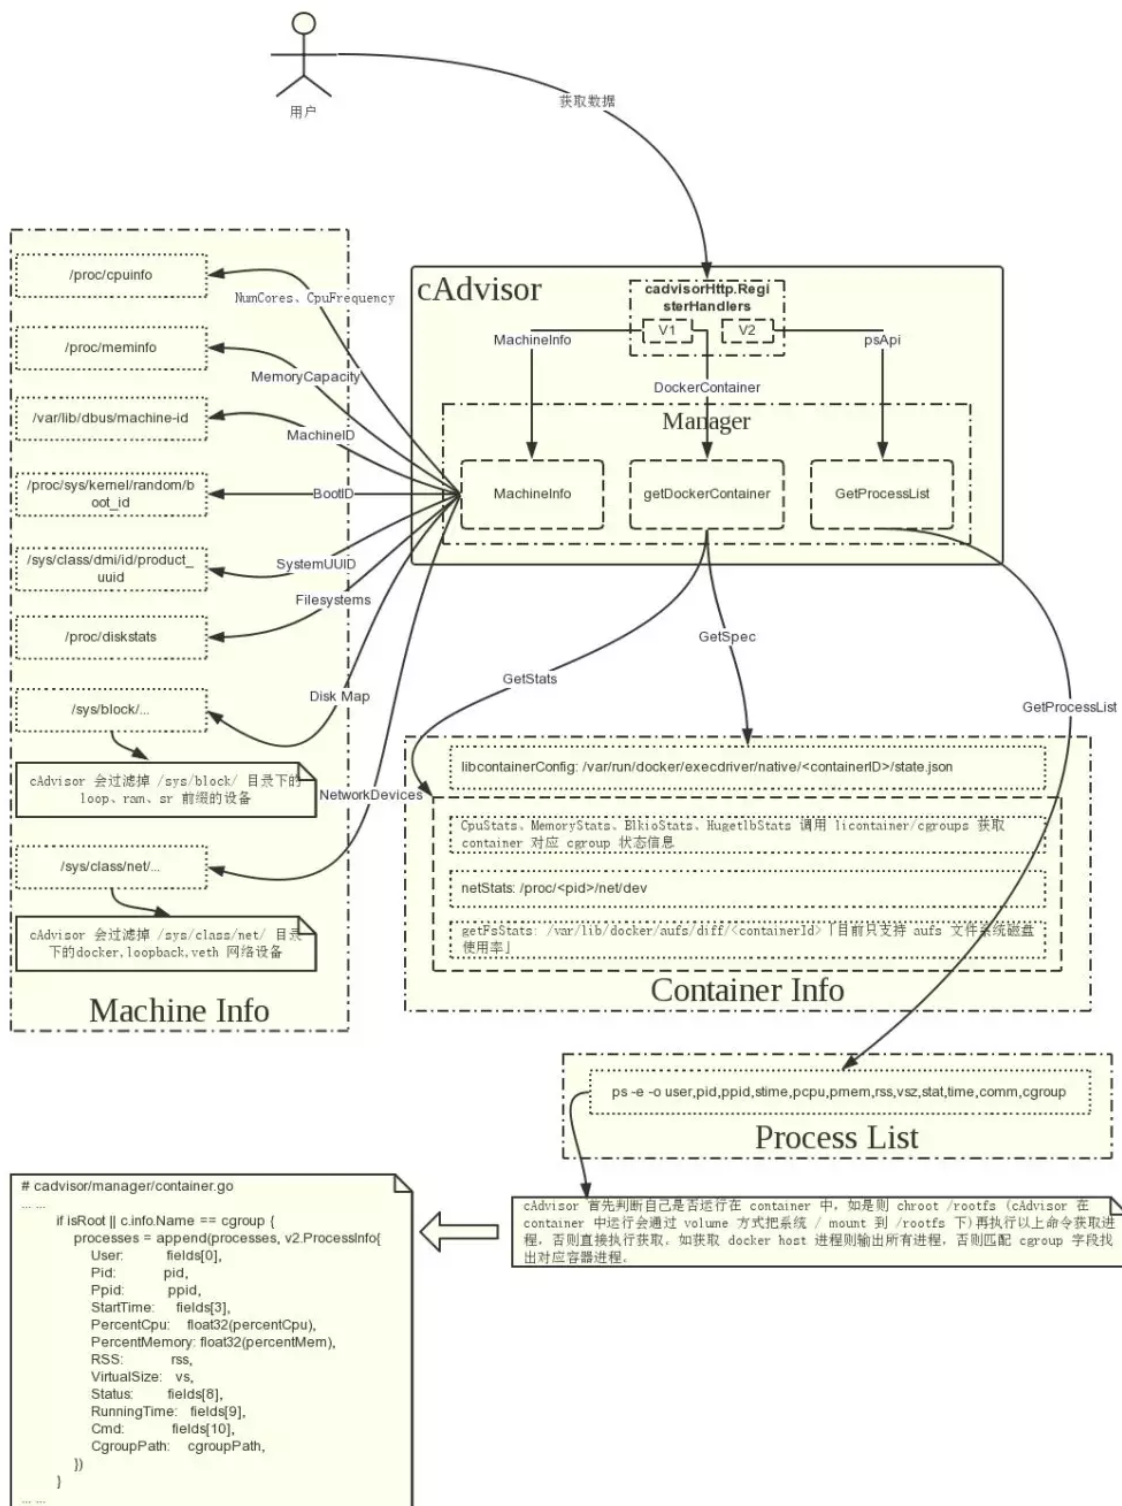 用户
获取数据
cAdvisor
cadvisorHttp.Regi
sterHandlers
V1
V2
MachineInfo
psApi
DockerContainer
Manager
MachineInfo
getDockerContainer
GetProcessList
/proc/cpuinfo
NumCores、CpuFrequency
/proc/meminfo
MemoryCapacity
/var/lib/dbus/machine-id
MachineID
/proc/sys/kernel/random/b
oot_id
BootID
/sys/class/dmi/id/product_
uuid
SystemUUID
Filesystems
/proc/diskstats
Disk Map
/sys/block/...
cAdvisor 会过滤掉 /sys/block/ 目录下的
loop、ram、sr 前缀的设备
NetworkDevices
/sys/class/net/...
cAdvisor 会过滤掉 /sys/class/net/ 目录
下的docker,loopback,veth 网络设备
Machine Info
GetStats
GetSpec
GetProcessList
libcontainerConfig: /var/run/docker/execdriver/native/<containerID>/state.json
CpuStats、MemoryStats、BlkioStats、HugetlbStats 调用 licontainer/cgroups 获取
container 对应 cgroup 状态信息
netStats: /proc/<pid>/net/dev
getFsStats: /var/lib/docker/aufs/diff/<containerId>「目前只支持 aufs 文件系统磁盘
使用率」
Container Info
ps -e -o user,pid,ppid,stime,pcpu,pmem,rss,vsz,stat,time,comm,cgroup
Process List
cAdvisor 首先判断自己是否运行在 container 中，如是则 chroot /rootfs (cAdvisor 在
container 中运行会通过 volume 方式把系统 / mount 到 /rootfs 下)再执行以上命令获取进
程，否则直接执行获取，如获取 docker host 进程则输出所有进程，否则匹配 cgroup 字段找
出对应容器进程.
# cadvisor/manager/container.go
... ...
if isRoot || c.info.Name == cgroup {
processes = append(processes, v2.ProcessInfo{
User: fields[0],
Pid: pid,
Ppid: ppid,
StartTime: fields[3],
PercentCpu: float32(percentCpu),
PercentMemory: float32(percentMem),
RSS: rss,
VirtualSize: vs,
Status: fields[8],
RunningTime: fields[9],
Cmd: fields[10],
CgroupPath: cgroupPath,
})
}
... ...